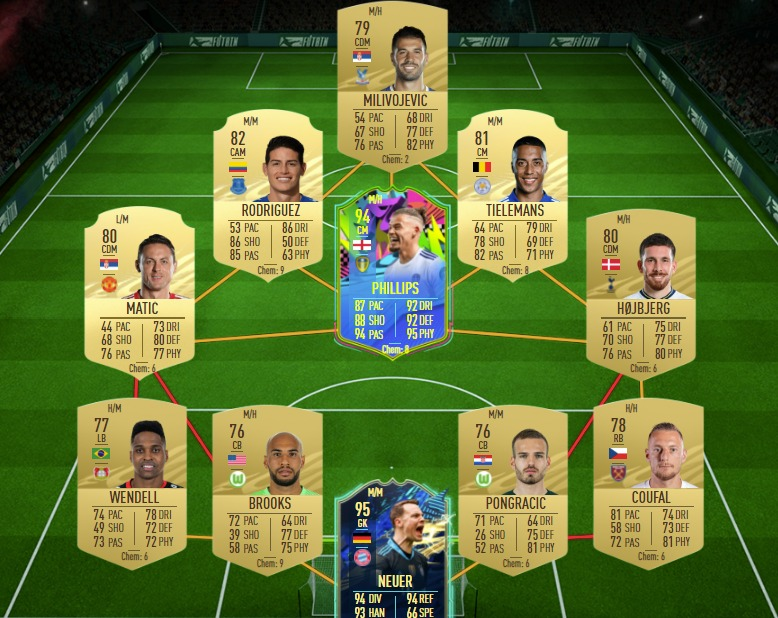 FUTBIN
M/H
79
CDM
MILIVOJEVIĆ
54 PAC 68 DRI
67 SHO 77 DEF
76 PAS 82 PHY
Chem: 2
M/M
82
CAM
RODRIGUEZ
53 PAC 86 DRI
86 SHO 50 DEF
85 PAS 63 PHY
Chem: 9
M/M
81
CM
TIELEMANS
64 PAC 79 DRI
78 SHO 69 DEF
82 PAS 71 PHY
Chem: 8
M/H
94
CM
PHILLIPS
87 PAC 92 DRI
88 SHO 92 DEF
94 PAS 95 PHY
Chem: 8
L/M
80
CDM
MATIC
44 PAC 73 DRI
68 SHO 80 DEF
76 PAS 77 PHY
Chem: 6
M/H
80
CDM
HØJBJERG
61 PAC 75 DRI
70 SHO 77 DEF
76 PAS 80 PHY
Chem: 6
H/M
77
LB
WENDELL
74 PAC 78 DRI
49 SHO 72 DEF
73 PAS 72 PHY
Chem: 6
M/H
76
CB
BROOKS
72 PAC 64 DRI
39 SHO 77 DEF
58 PAS 75 PHY
Chem: 9
M/M
76
CB
PONGRACIC
71 PAC 64 DRI
26 SHO 75 DEF
52 PAS 81 PHY
Chem: 6
H/H
78
RB
COUFAL
81 PAC 74 DRI
58 SHO 73 DEF
72 PAS 81 PHY
Chem: 6
M/M
95
GK
NEUER
94 DIV 94 REF
93 HAN 66 SPE